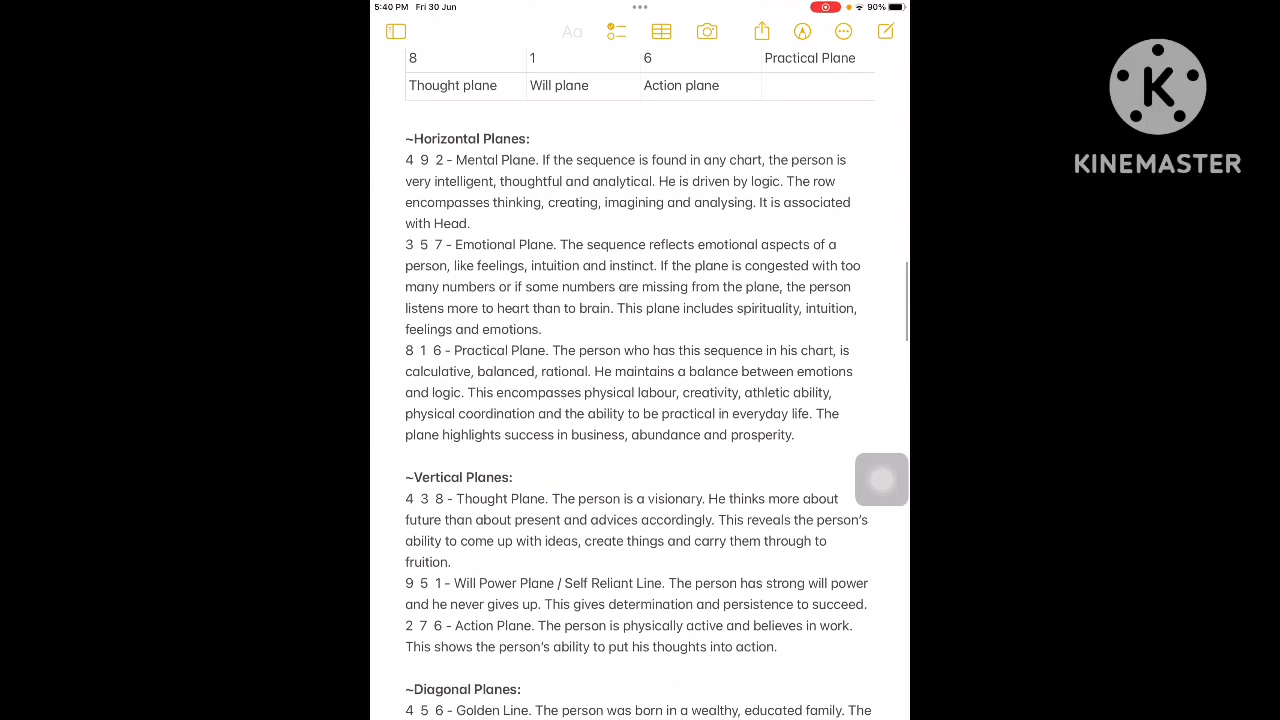 5:40 PM Fri 30 Jun 90%
Aa
8 1 6 Practical Plane
Thought plane Will plane Action plane
~Horizontal Planes:
4 9 2 - Mental Plane. If the sequence is found in any chart, the person is
very intelligent, thoughtful and analytical. He is driven by logic. The row
encompasses thinking, creating, imagining and analysing. It is associated
with Head.
3 5 7 - Emotional Plane. The sequence reflects emotional aspects of a
person, like feelings, intuition and instinct. If the plane is congested with too
many numbers or if some numbers are missing from the plane, the person
listens more to heart than to brain. This plane includes spirituality, intuition,
feelings and emotions.
8 1 6 - Practical Plane. The person who has this sequence in his chart, is
calculative, balanced, rational. He maintains a balance between emotions
and logic. This encompasses physical labour, creativity, athletic ability,
physical coordination and the ability to be practical in everyday life. The
plane highlights success in business, abundance and prosperity.
~Vertical Planes:
4 3 8 - Thought Plane. The person is a visionary. He thinks more about
future than about present and advices accordingly. This reveals the person's
ability to come up with ideas, create things and carry them through to
fruition.
9 5 1 - Will Power Plane / Self Reliant Line. The person has strong will power
and he never gives up. This gives determination and persistence to succeed.
2 7 6 - Action Plane. The person is physically active and believes in work.
This shows the person's ability to put his thoughts into action.
~Diagonal Planes:
4 5 6 - Golden Line. The person was born in a wealthy, educated family. The
K
KINEMASTER